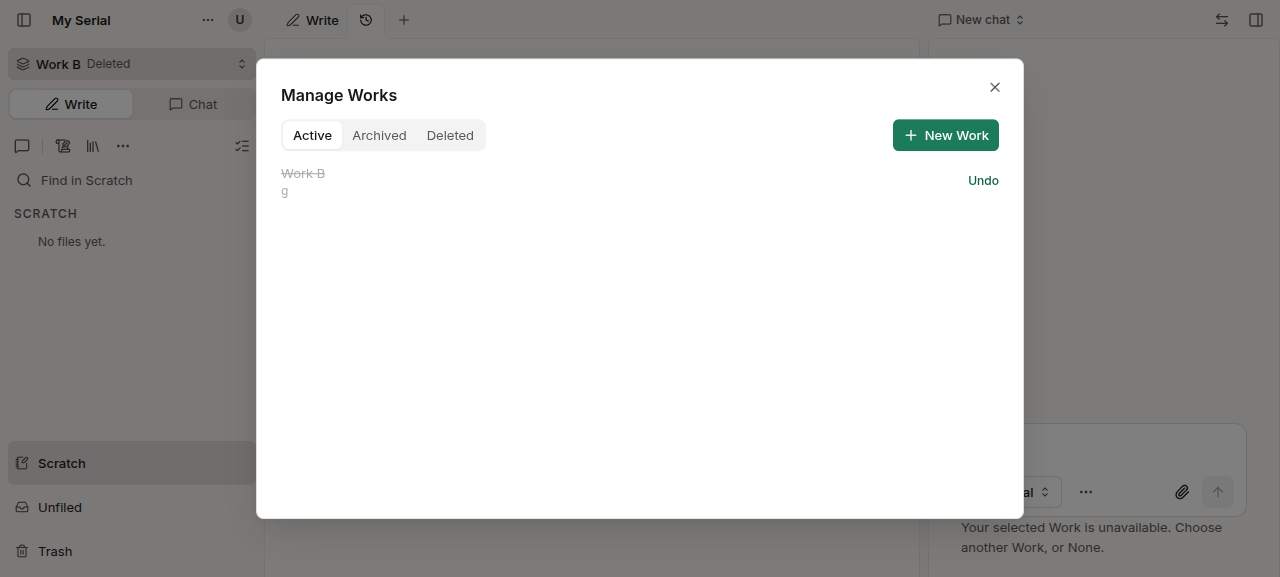 My Serial
U
Write
New chat
Work B Deleted
Write
Chat
Find in Scratch
SCRATCH
No files yet.
Scratch
Unfiled
Trash
Manage Works
Active
Archived
Deleted
New Work
Work B
g
Undo
al
Your selected Work is unavailable. Choose
another Work, or None.